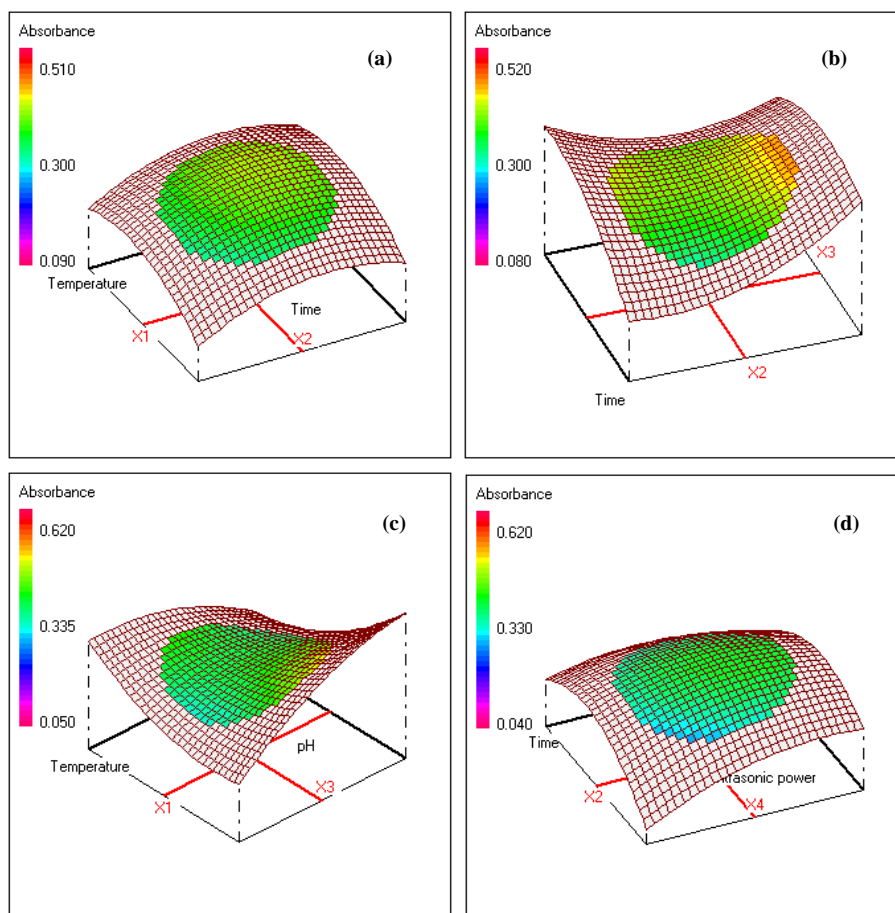 Absorbance
(a)
0.510
0.300
0.090
Temperature
Time
X1
X2
Absorbance
(b)
0.520
0.300
0.080
X3
X2
Time
Absorbance
(c)
0.620
0.335
0.050
Temperature
pH
X1
X3
Absorbance
(d)
0.620
0.330
0.040
Time
trasonic power
X2
X4